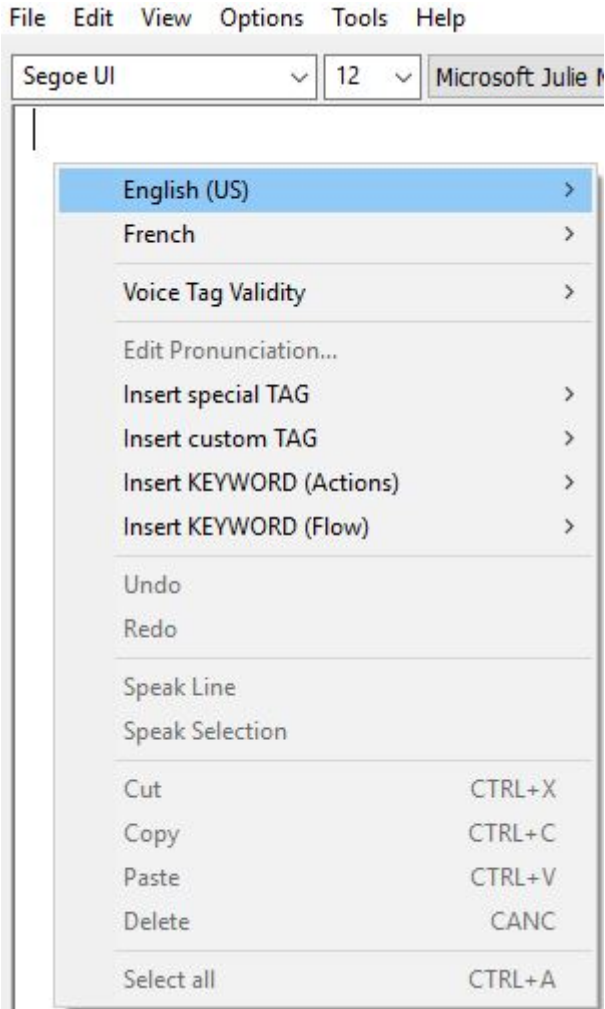 File Edit View Options Tools Help
Segoe UI 12 Microsoft Julie
English (US)
French
Voice Tag Validity
Edit Pronunciation...
Insert special TAG
Insert custom TAG
Insert KEYWORD (Actions)
Insert KEYWORD (Flow)
Undo
Redo
Speak Line
Speak Selection
Cut CTRL+X
Copy CTRL+C
Paste CTRL+V
Delete CANC
Select all CTRL+A